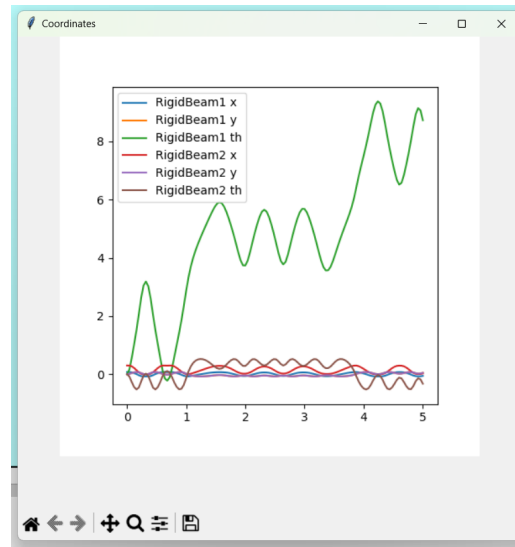 Coordinates
RigidBeam1 x
RigidBeam1 y
RigidBeam1 th
RigidBeam2 x
RigidBeam2 y
RigidBeam2 th
8
6
4
2
0
0 1 2 3 4 5